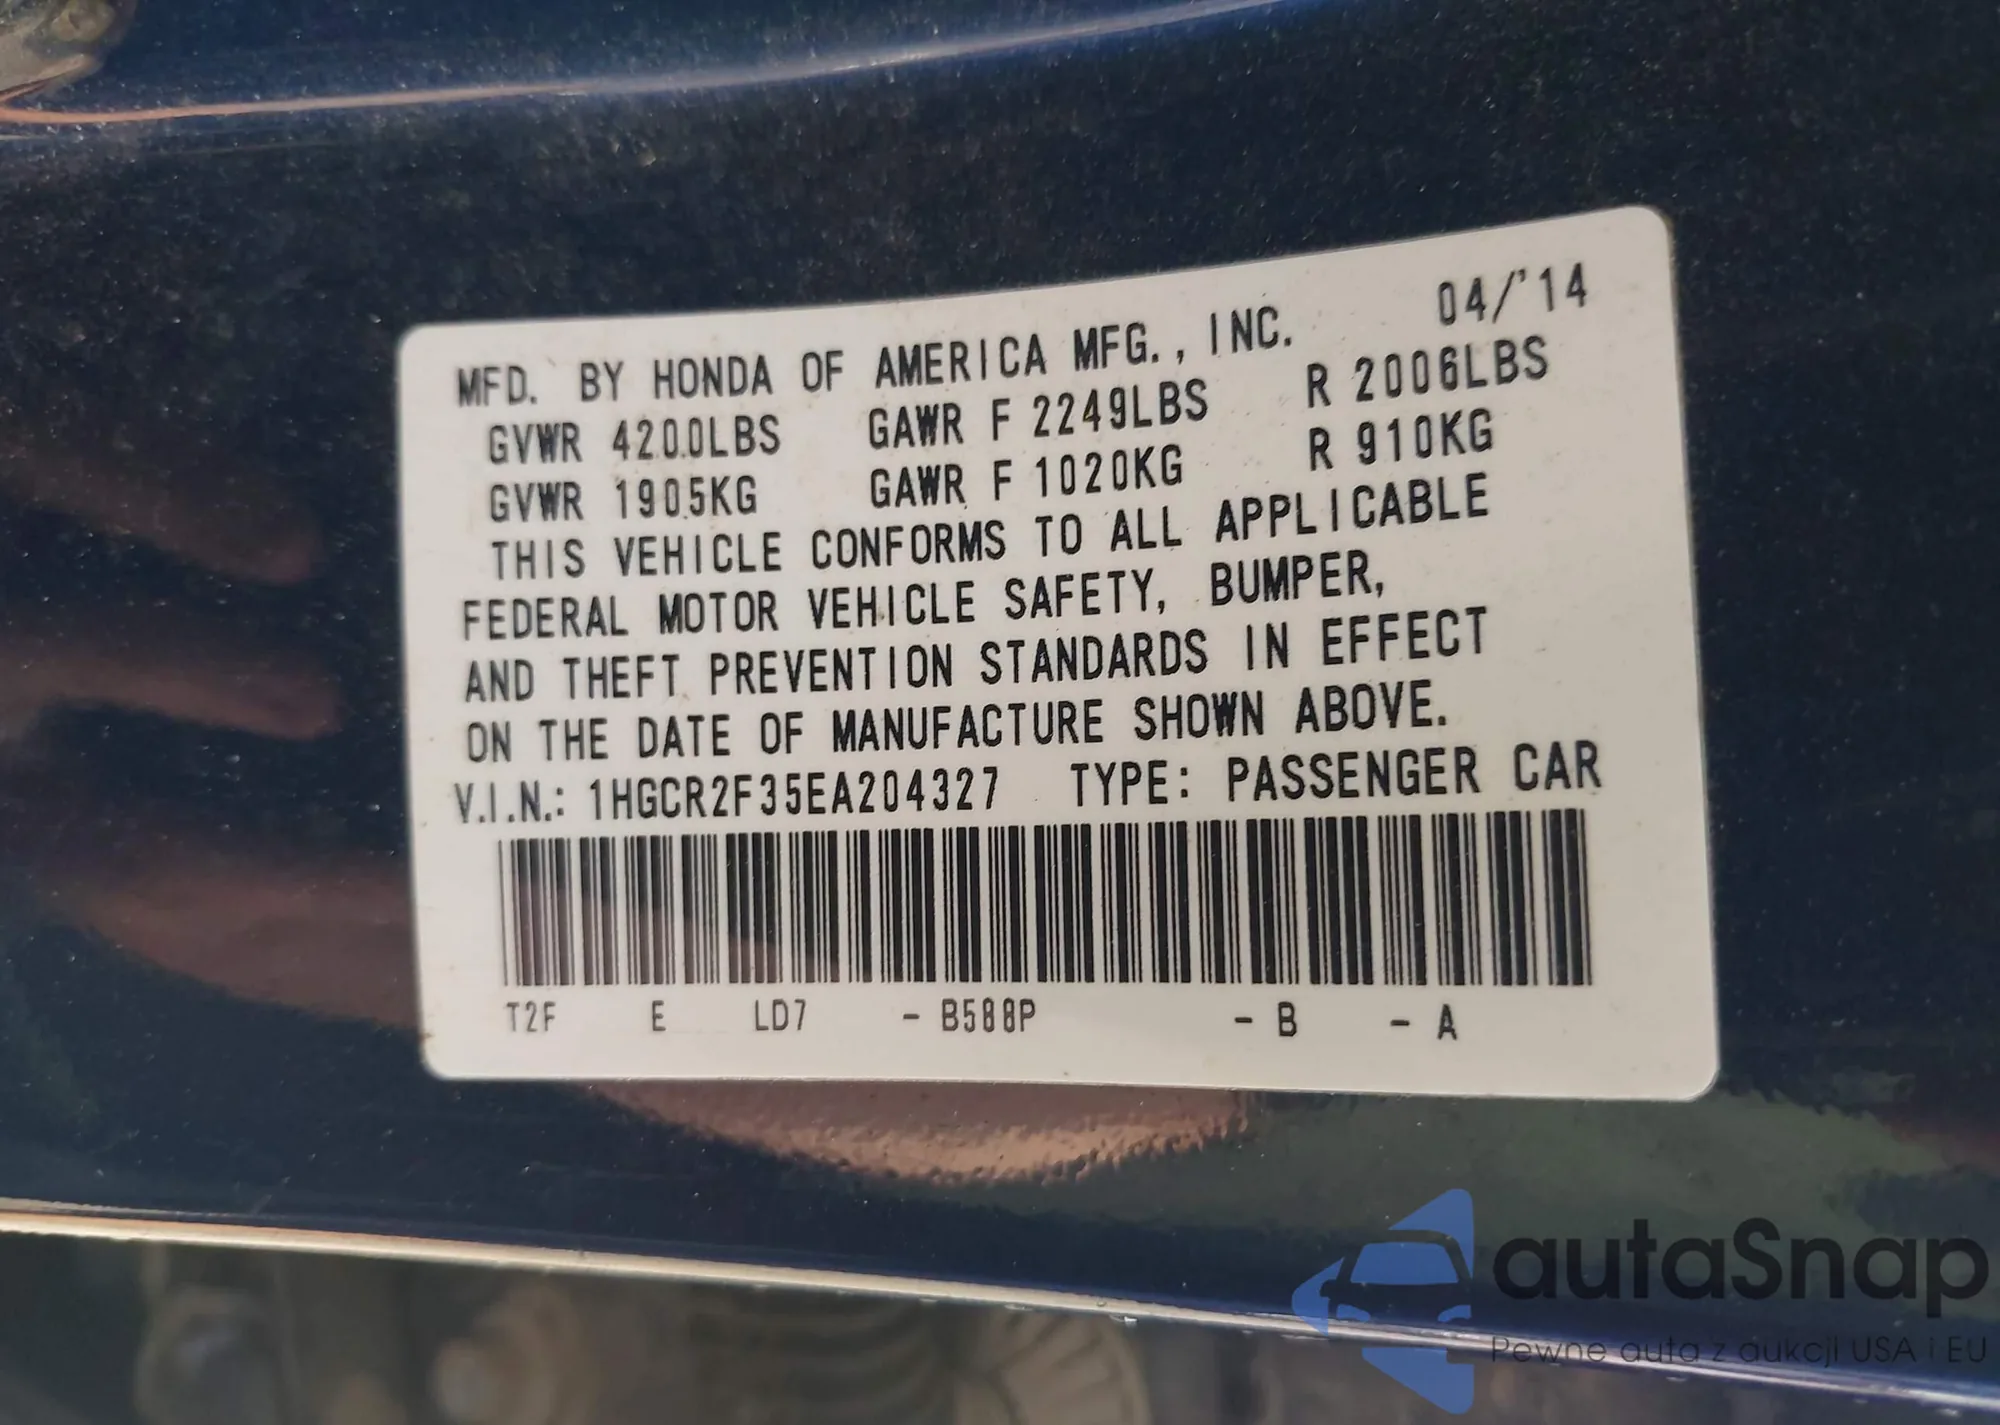 MFD. BY HONDA OF AMERICA MFG., INC. 04/'14
GVWR 4200LBS GAWR F 2249LBS R 2006LBS
GVWR 1905KG GAWR F 1020KG R 910KG
THIS VEHICLE CONFORMS TO ALL APPLICABLE
FEDERAL MOTOR VEHICLE SAFETY, BUMPER,
AND THEFT PREVENTION STANDARDS IN EFFECT
ON THE DATE OF MANUFACTURE SHOWN ABOVE.
V.I.N.: 1HGCR2F35EA204327 TYPE: PASSENGER CAR
T2F E LD7 - B588P - B - A
autaSnap
Pewne auta z aukcji USA i EU